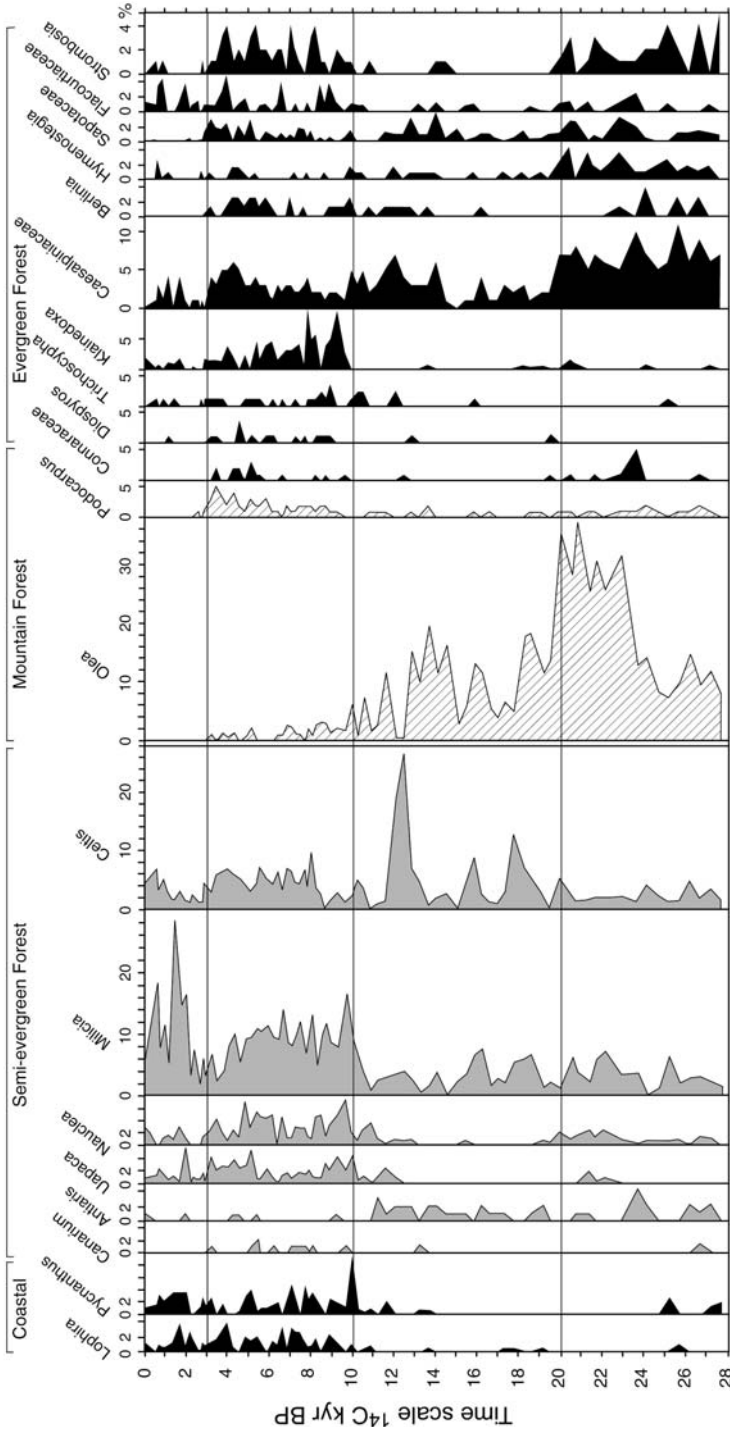 Coastal Semi-evergreen Forest Mountain Forest Evergreen Forest
Lophira
Pycnanthus
Canarium
Antiaris
Uapaca
Nauclea
Milicia
Celtis
Olea
Podocarpus
Connaraceae
Diospyros
Trichoscypha
Klainedoxa
Caesalpiniaceae
Berlinia
Hymenostegia
Sapotaceae
Flacourtiaceae
Strombosia
0 2 0 2 0 2 0 2 0 2 0 2 0 10 20 0 10 20 0 10 20 30 0 5 5 5 5 5 0 5 10 0 2 0 2 0 2 0 2 0 2 4 %
0
2
4
6
8
10
12
14
16
18
20
22
24
26
28
Time scale ¹⁴C kyr BP